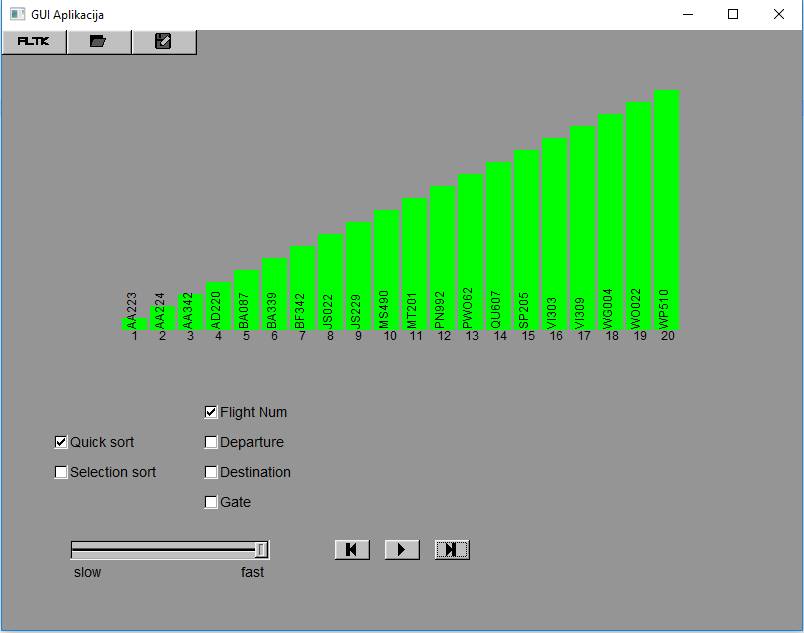 GUI Aplikacija
FLTK
AA223
AA224
AA342
AD220
BA087
BA339
BF342
JS022
JS229
MS490
MT201
PN992
PWO62
QU607
SP205
VI303
VI309
WG004
WO022
WP510
1 2 3 4 5 6 7 8 9 10 11 12 13 14 15 16 17 18 19 20
Flight Num
Quick sort
Departure
Selection sort
Destination
Gate
slow
fast